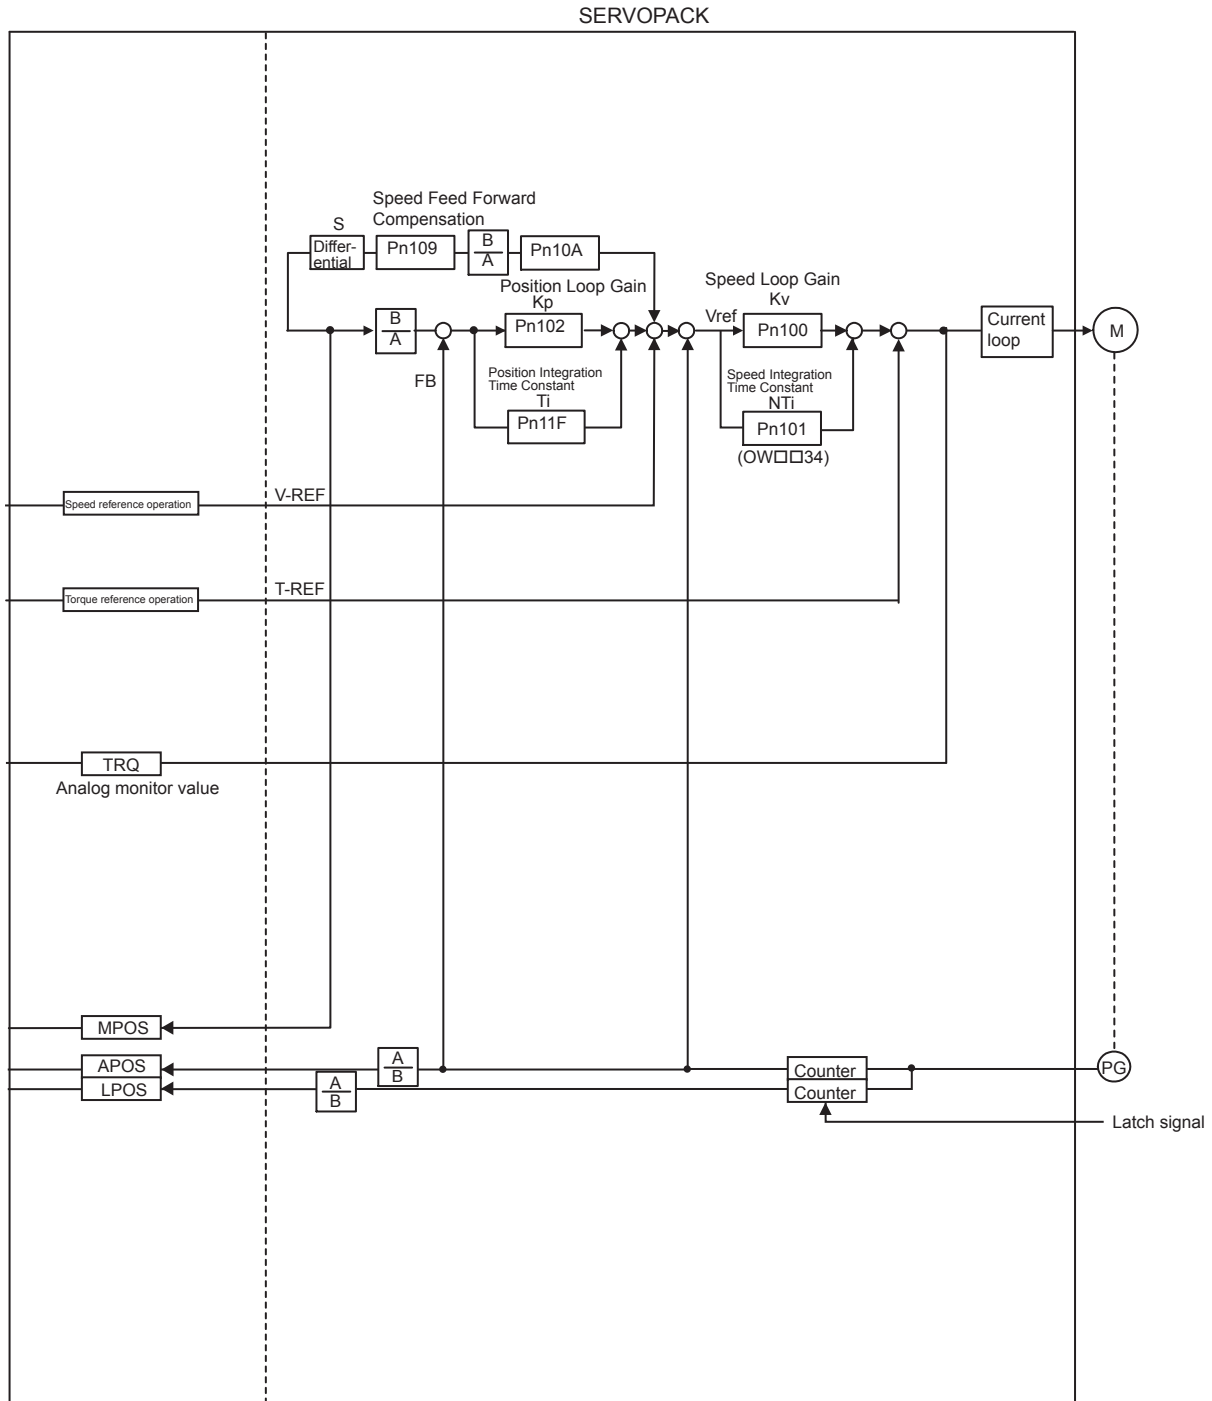 SERVOPACK
Speed Feed Forward
Compensation
S
Differ-
ential
Pn109
B
A
Pn10A
Position Loop Gain
Kp
Speed Loop Gain
Kv
B
A
Pn102
Vref
Pn100
Current
loop
M
FB
Position Integration
Time Constant
Ti
Pn11F
Speed Integration
Time Constant
NTi
Pn101
(OW□□34)
Speed reference operation
V-REF
Torque reference operation
T-REF
TRQ
Analog monitor value
MPOS
APOS
A
B
Counter
PG
LPOS
A
B
Counter
Latch signal